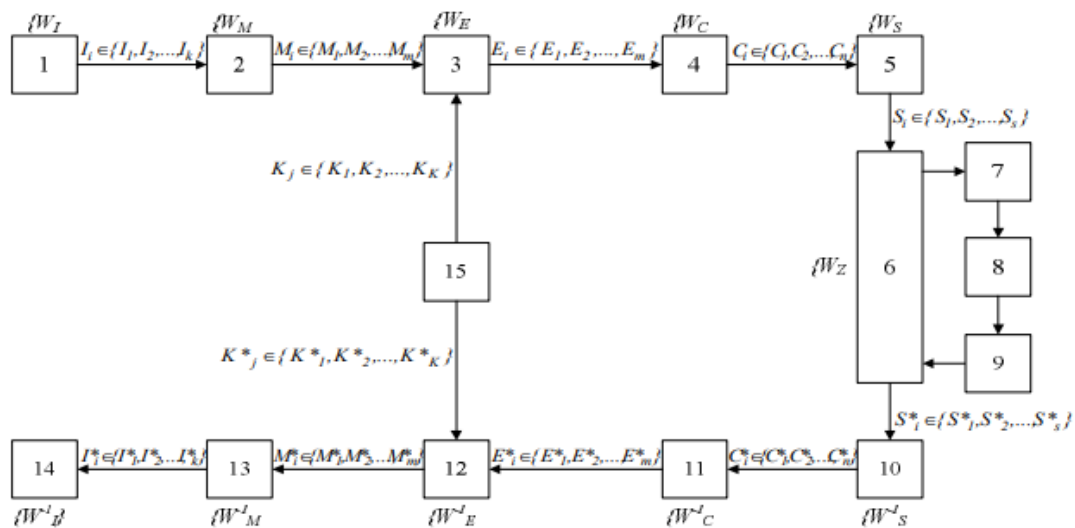 {W_I {W_M {W_E {W_C {W_S
1 I_i∈{I_1,I_2,...,I_k} 2 M_i∈{M_1,M_2,...M_m} 3 E_i∈{E_1,E_2,...,E_m} 4 C_i∈{C_1,C_2,...,C_n} 5
S_i∈{S_1,S_2,...,S_s}
7
K_j∈{K_1,K_2,...,K_K}
15 {W_Z 6 8
K*_j∈{K*_1,K*_2,...,K*_K}
9
S*_i∈{S*_1,S*_2,...,S*_s}
14 I*_i∈{I*_1,I*_2,...,I*_k} 13 M*_i∈{M*_1,M*_2,...M*_m} 12 E*_i∈{E*_1,E*_2,...,E*_m} 11 C*_i∈{C*_1,C*_2,...,C*_n} 10
{W^-1_I} {W^-1_M {W^-1_E {W^-1_C {W^-1_S